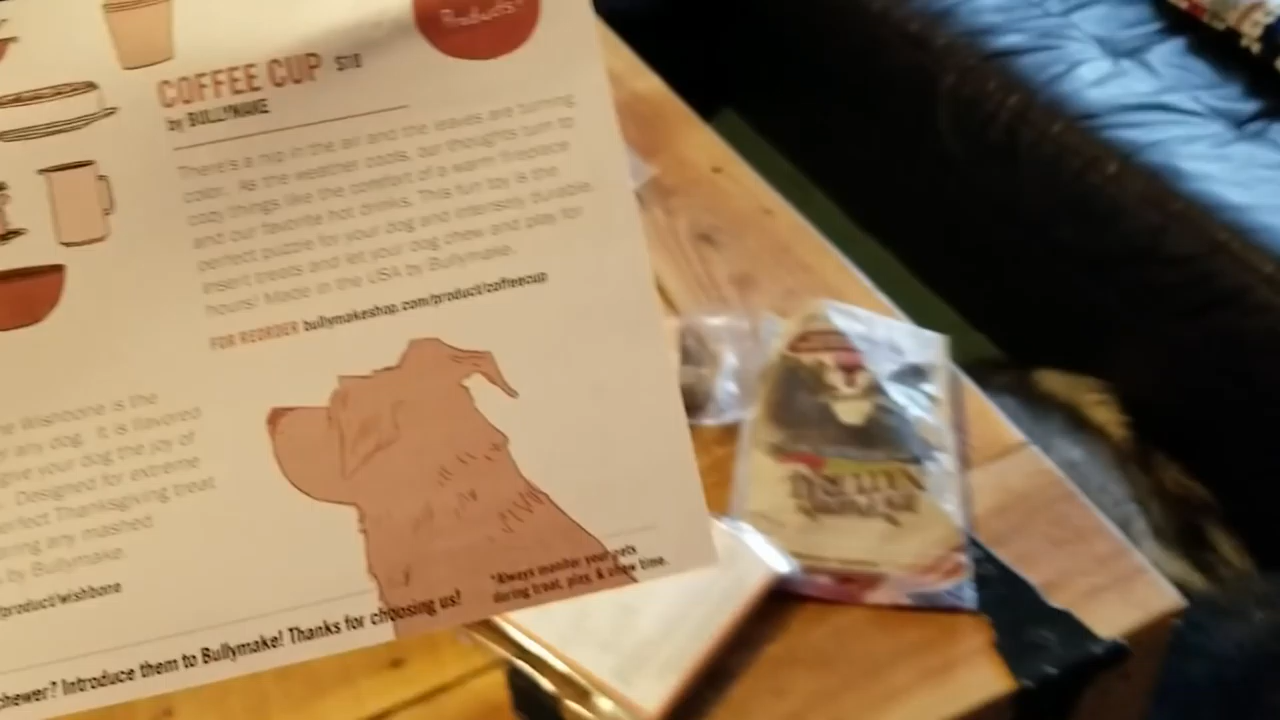 Products!
COFFEE CUP $18
by BULLYMAKE
There's a nip in the air and the leaves are turning
color. As the weather cools, our thoughts turn to
cozy things like the comfort of a warm fireplace
and our favorite hot drinks. This fun toy is the
perfect puzzle for your dog and intensely durable.
Insert treats and let your dog chew and play for
hours! Made in the USA by Bullymake.
FOR REORDER bullymakeshop.com/product/coffeecup
Wishbone is the
any dog. It is flavored
give your dog the joy of
Designed for extreme
Thanksgiving treat
any mashed
by Bullymake.
/product/wishbone
*Always monitor your pets
during treat, play, & chew time.
chewer? Introduce them to Bullymake! Thanks for choosing us!